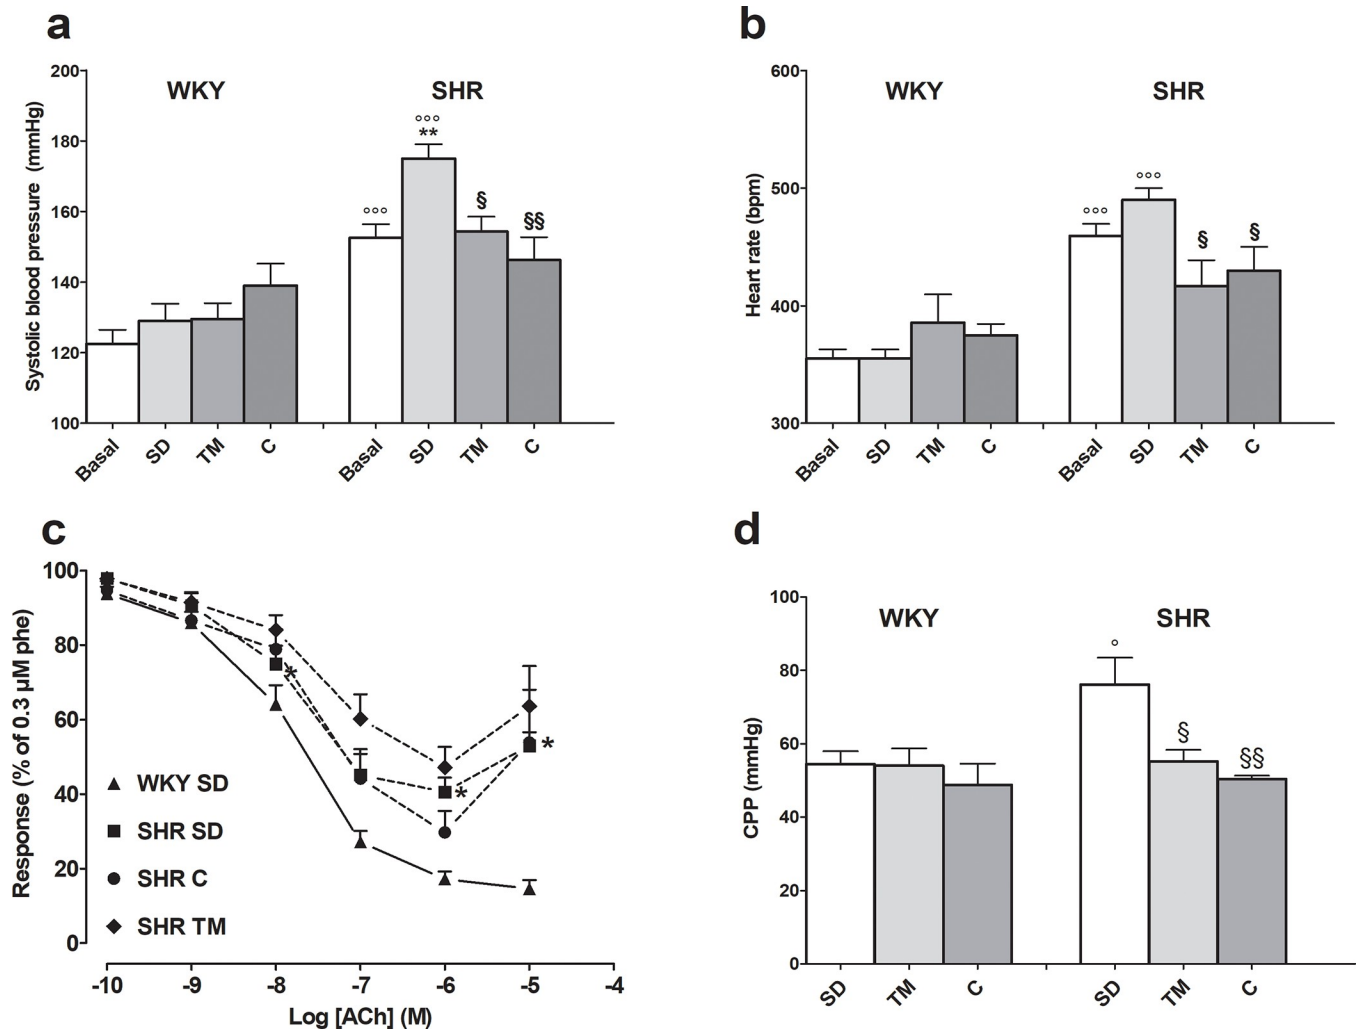 a
200
180
160
140
120
100
Systolic blood pressure (mmHg)
WKY
SHR
°°°
°°°
**
§
§§
Basal
SD
TM
C
Basal
SD
TM
C
b
600
500
400
300
Heart rate (bpm)
WKY
SHR
°°°
°°°
§
§
Basal
SD
TM
C
Basal
SD
TM
C
c
100
80
60
40
20
0
Response (% of 0.3 µM phe)
*
*
*
WKY SD
SHR SD
SHR C
SHR TM
-10
-9
-8
-7
-6
-5
-4
Log [ACh] (M)
d
100
80
60
40
20
0
CPP (mmHg)
WKY
SHR
°
§
§§
SD
TM
C
SD
TM
C